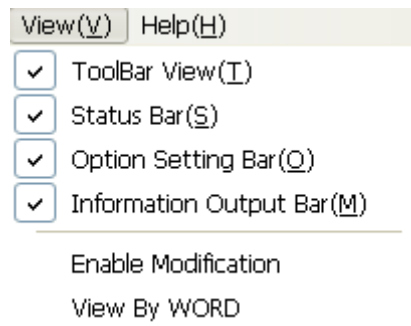 View(V) Help(H)
ToolBar View(T)
Status Bar(S)
Option Setting Bar(O)
Information Output Bar(M)
Enable Modification
View By WORD